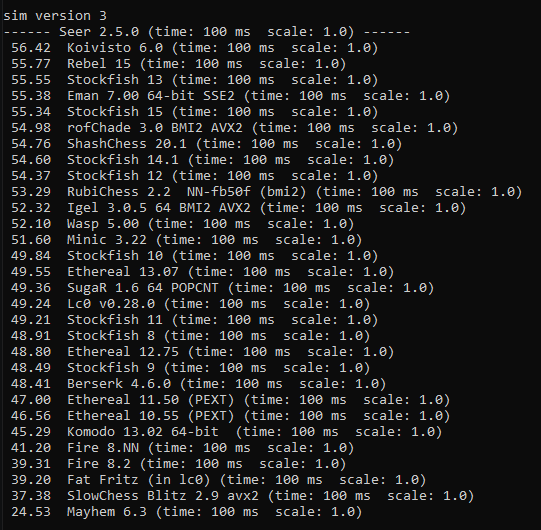 sim version 3
------ Seer 2.5.0 (time: 100 ms  scale: 1.0) ------
 56.42  Koivisto 6.0 (time: 100 ms  scale: 1.0)
 55.77  Rebel 15 (time: 100 ms  scale: 1.0)
 55.55  Stockfish 13 (time: 100 ms  scale: 1.0)
 55.38  Eman 7.00 64-bit SSE2 (time: 100 ms  scale: 1.0)
 55.34  Stockfish 15 (time: 100 ms  scale: 1.0)
 54.98  rofChade 3.0 BMI2 AVX2 (time: 100 ms  scale: 1.0)
 54.76  ShashChess 20.1 (time: 100 ms  scale: 1.0)
 54.60  Stockfish 14.1 (time: 100 ms  scale: 1.0)
 54.37  Stockfish 12 (time: 100 ms  scale: 1.0)
 53.29  RubiChess 2.2  NN-fb50f (bmi2) (time: 100 ms  scale: 1.0)
 52.32  Igel 3.0.5 64 BMI2 AVX2 (time: 100 ms  scale: 1.0)
 52.10  Wasp 5.00 (time: 100 ms  scale: 1.0)
 51.60  Minic 3.22 (time: 100 ms  scale: 1.0)
 49.84  Stockfish 10 (time: 100 ms  scale: 1.0)
 49.55  Ethereal 13.07 (time: 100 ms  scale: 1.0)
 49.36  SugaR 1.6 64 POPCNT (time: 100 ms  scale: 1.0)
 49.24  Lc0 v0.28.0 (time: 100 ms  scale: 1.0)
 49.21  Stockfish 11 (time: 100 ms  scale: 1.0)
 48.91  Stockfish 8 (time: 100 ms  scale: 1.0)
 48.80  Ethereal 12.75 (time: 100 ms  scale: 1.0)
 48.49  Stockfish 9 (time: 100 ms  scale: 1.0)
 48.41  Berserk 4.6.0 (time: 100 ms  scale: 1.0)
 47.00  Ethereal 11.50 (PEXT) (time: 100 ms  scale: 1.0)
 46.56  Ethereal 10.55 (PEXT) (time: 100 ms  scale: 1.0)
 45.29  Komodo 13.02 64-bit  (time: 100 ms  scale: 1.0)
 41.20  Fire 8.NN (time: 100 ms  scale: 1.0)
 39.31  Fire 8.2 (time: 100 ms  scale: 1.0)
 39.20  Fat Fritz (in lc0) (time: 100 ms  scale: 1.0)
 37.38  SlowChess Blitz 2.9 avx2 (time: 100 ms  scale: 1.0)
 24.53  Mayhem 6.3 (time: 100 ms  scale: 1.0)